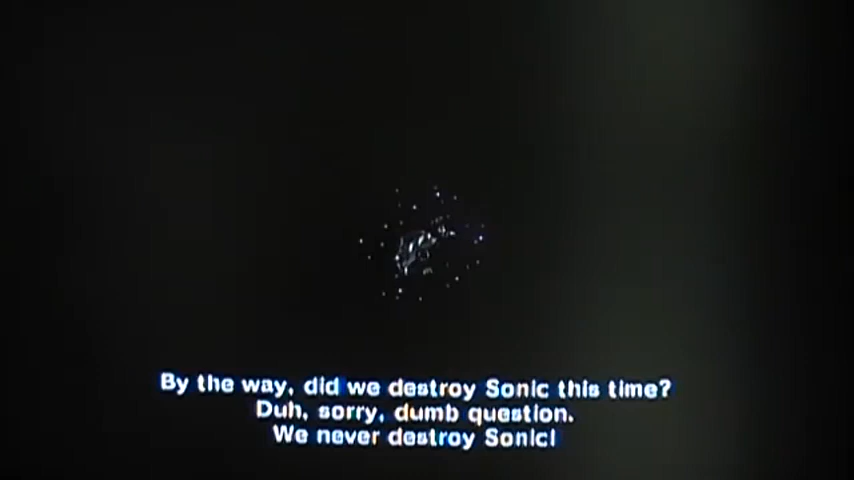 By the way, did we destroy Sonic this time?
Duh, sorry, dumb question.
We never destroy Sonic!